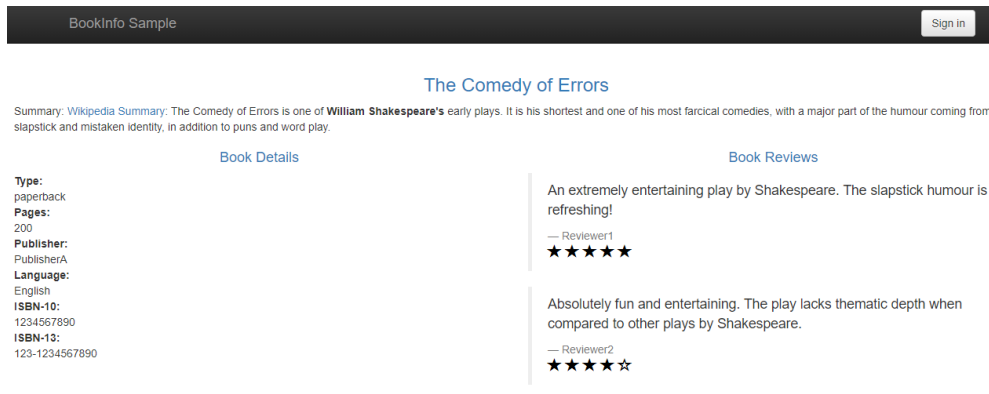 BookInfo Sample
Sign in
The Comedy of Errors
Summary: Wikipedia Summary: The Comedy of Errors is one of William Shakespeare's early plays. It is his shortest and one of his most farcical comedies, with a major part of the humour coming from
slapstick and mistaken identity, in addition to puns and word play.
Book Details
Type:
paperback
Pages:
200
Publisher:
PublisherA
Language:
English
ISBN-10:
1234567890
ISBN-13:
123-1234567890
Book Reviews
An extremely entertaining play by Shakespeare. The slapstick humour is
refreshing!
— Reviewer1
★★★★★
Absolutely fun and entertaining. The play lacks thematic depth when
compared to other plays by Shakespeare.
— Reviewer2
★★★★☆